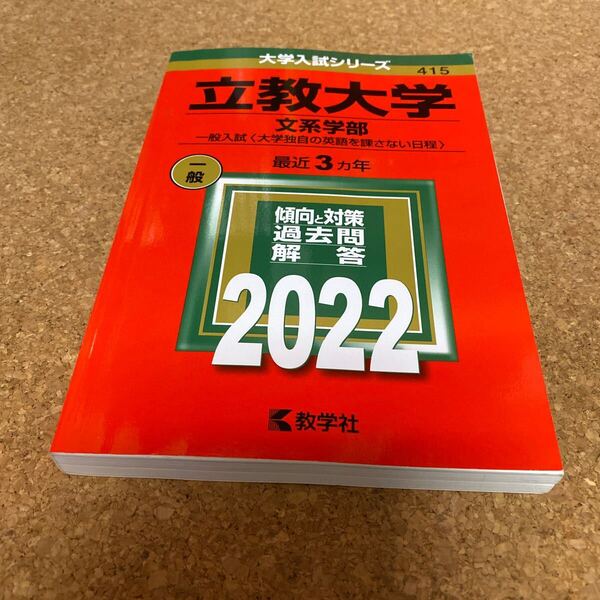 大学入試シリーズ
415
立教大学
文系学部
一般入試〈大学独自の英語を課さない日程〉
最近3カ年
一般
傾向と対策
過去問
解答
2022
教学社